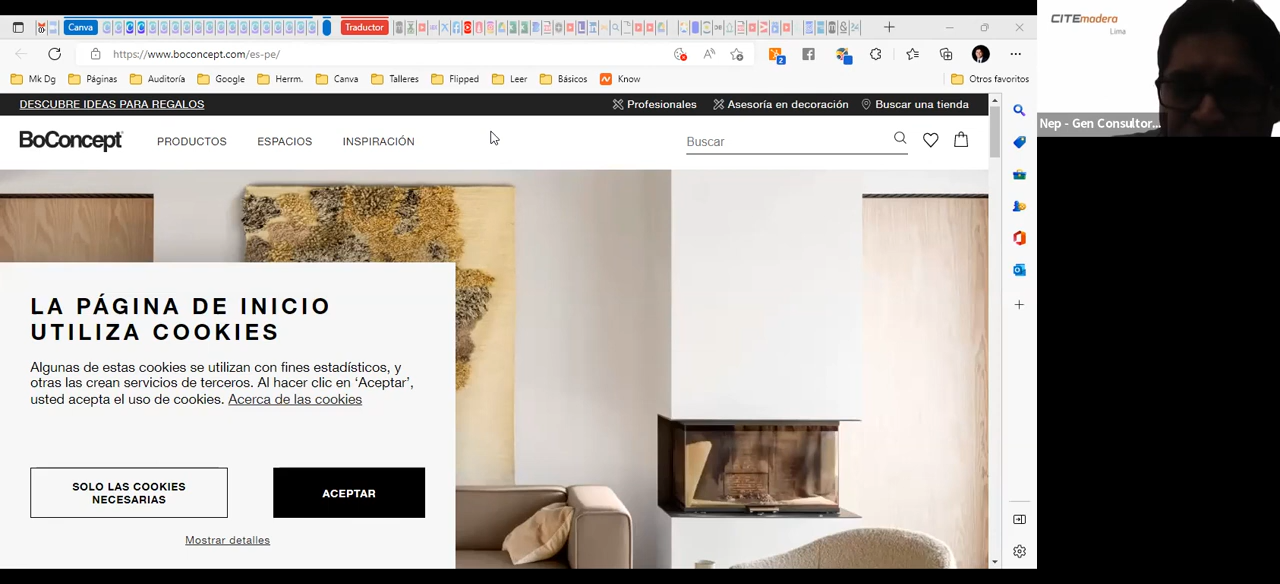 Canva
Traductor
https://www.boconcept.com/es-pe/
2
Mk Dg
Páginas
Auditoría
Google
Herrm.
Canva
Talleres
Flipped
Leer
Básicos
Know
Otros favoritos
DESCUBRE IDEAS PARA REGALOS
Profesionales
Asesoría en decoración
Buscar una tienda
BoConcept
PRODUCTOS
ESPACIOS
INSPIRACIÓN
Buscar
LA PÁGINA DE INICIO
UTILIZA COOKIES
Algunas de estas cookies se utilizan con fines estadísticos, y
otras las crean servicios de terceros. Al hacer clic en ‘Aceptar’,
usted acepta el uso de cookies. Acerca de las cookies
SOLO LAS COOKIES
NECESARIAS
ACEPTAR
Mostrar detalles
CITEmadera
Lima
Nep - Gen Consultor...